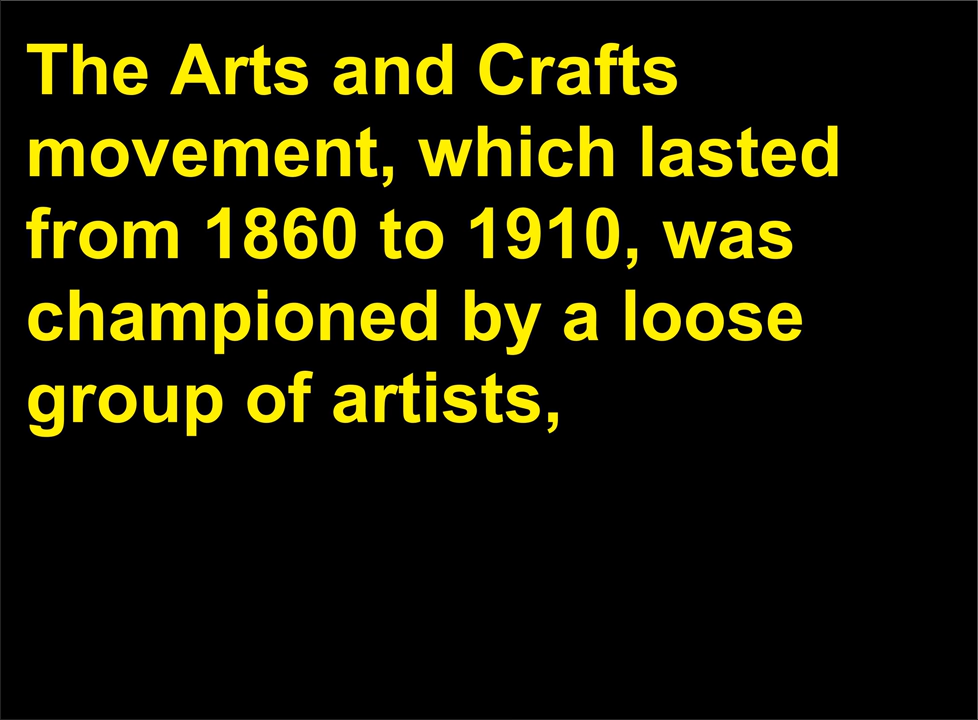 The Arts and Crafts
movement, which lasted
from 1860 to 1910, was
championed by a loose
group of artists,